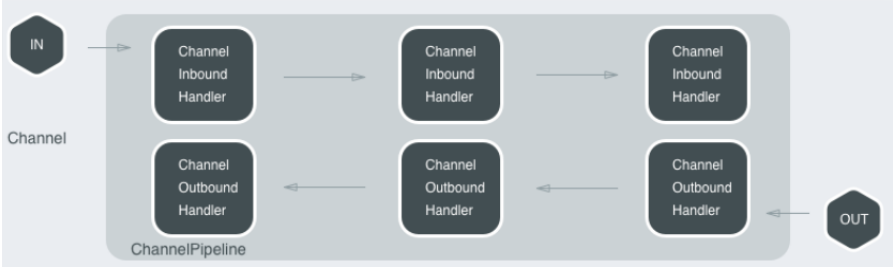 IN
Channel
Inbound
Handler
Channel
Inbound
Handler
Channel
Inbound
Handler
Channel
Channel
Outbound
Handler
Channel
Outbound
Handler
Channel
Outbound
Handler
OUT
ChannelPipeline